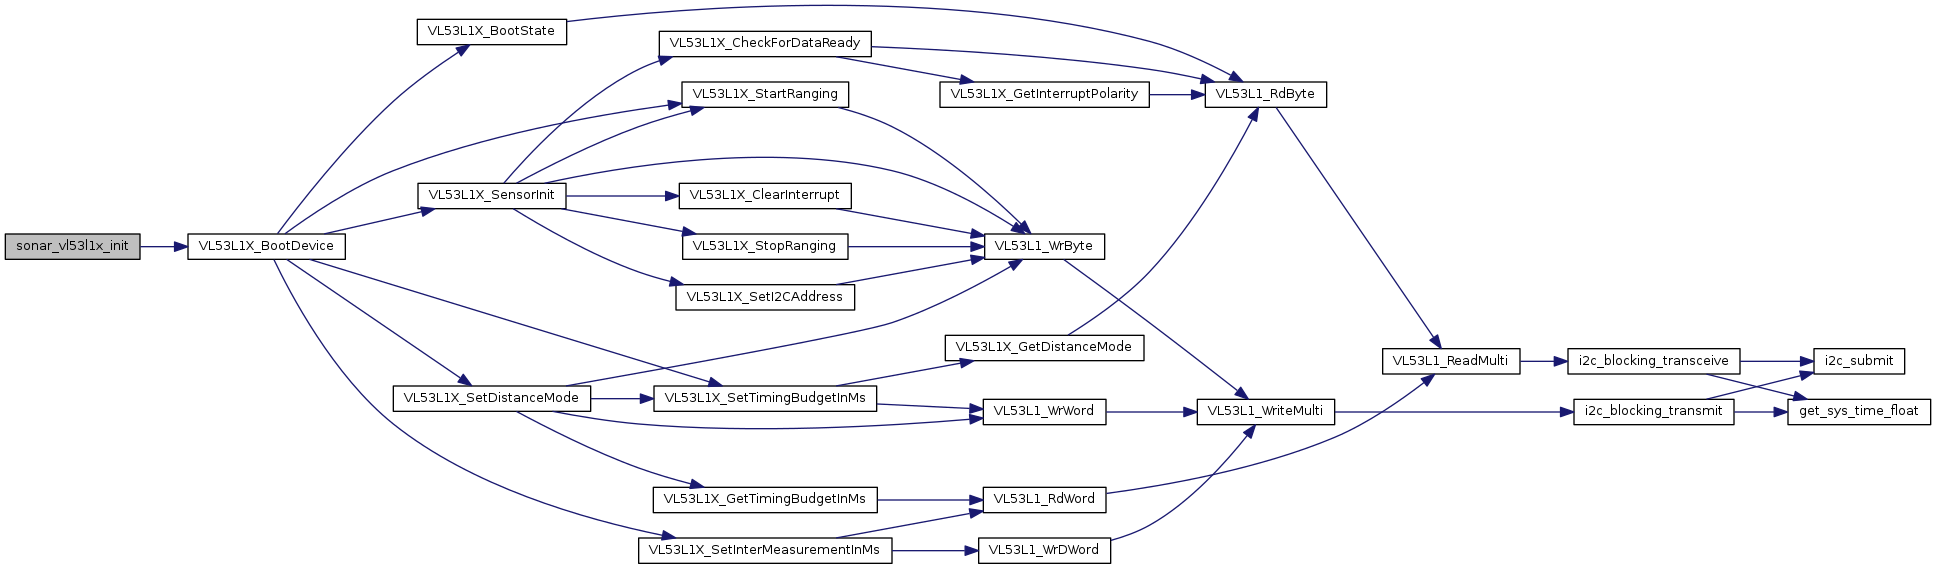 VL53L1X_BootState
VL53L1X_CheckForDataReady
VL53L1X_StartRanging
VL53L1X_GetInterruptPolarity
VL53L1_RdByte
VL53L1X_SensorInit
VL53L1X_ClearInterrupt
sonar_vl53l1x_init
VL53L1X_BootDevice
VL53L1X_StopRanging
VL53L1_WrByte
VL53L1X_SetI2CAddress
VL53L1X_GetDistanceMode
VL53L1_ReadMulti
i2c_blocking_transceive
i2c_submit
VL53L1X_SetDistanceMode
VL53L1X_SetTimingBudgetInMs
VL53L1_WrWord
VL53L1_WriteMulti
i2c_blocking_transmit
get_sys_time_float
VL53L1X_GetTimingBudgetInMs
VL53L1_RdWord
VL53L1X_SetInterMeasurementInMs
VL53L1_WrDWord